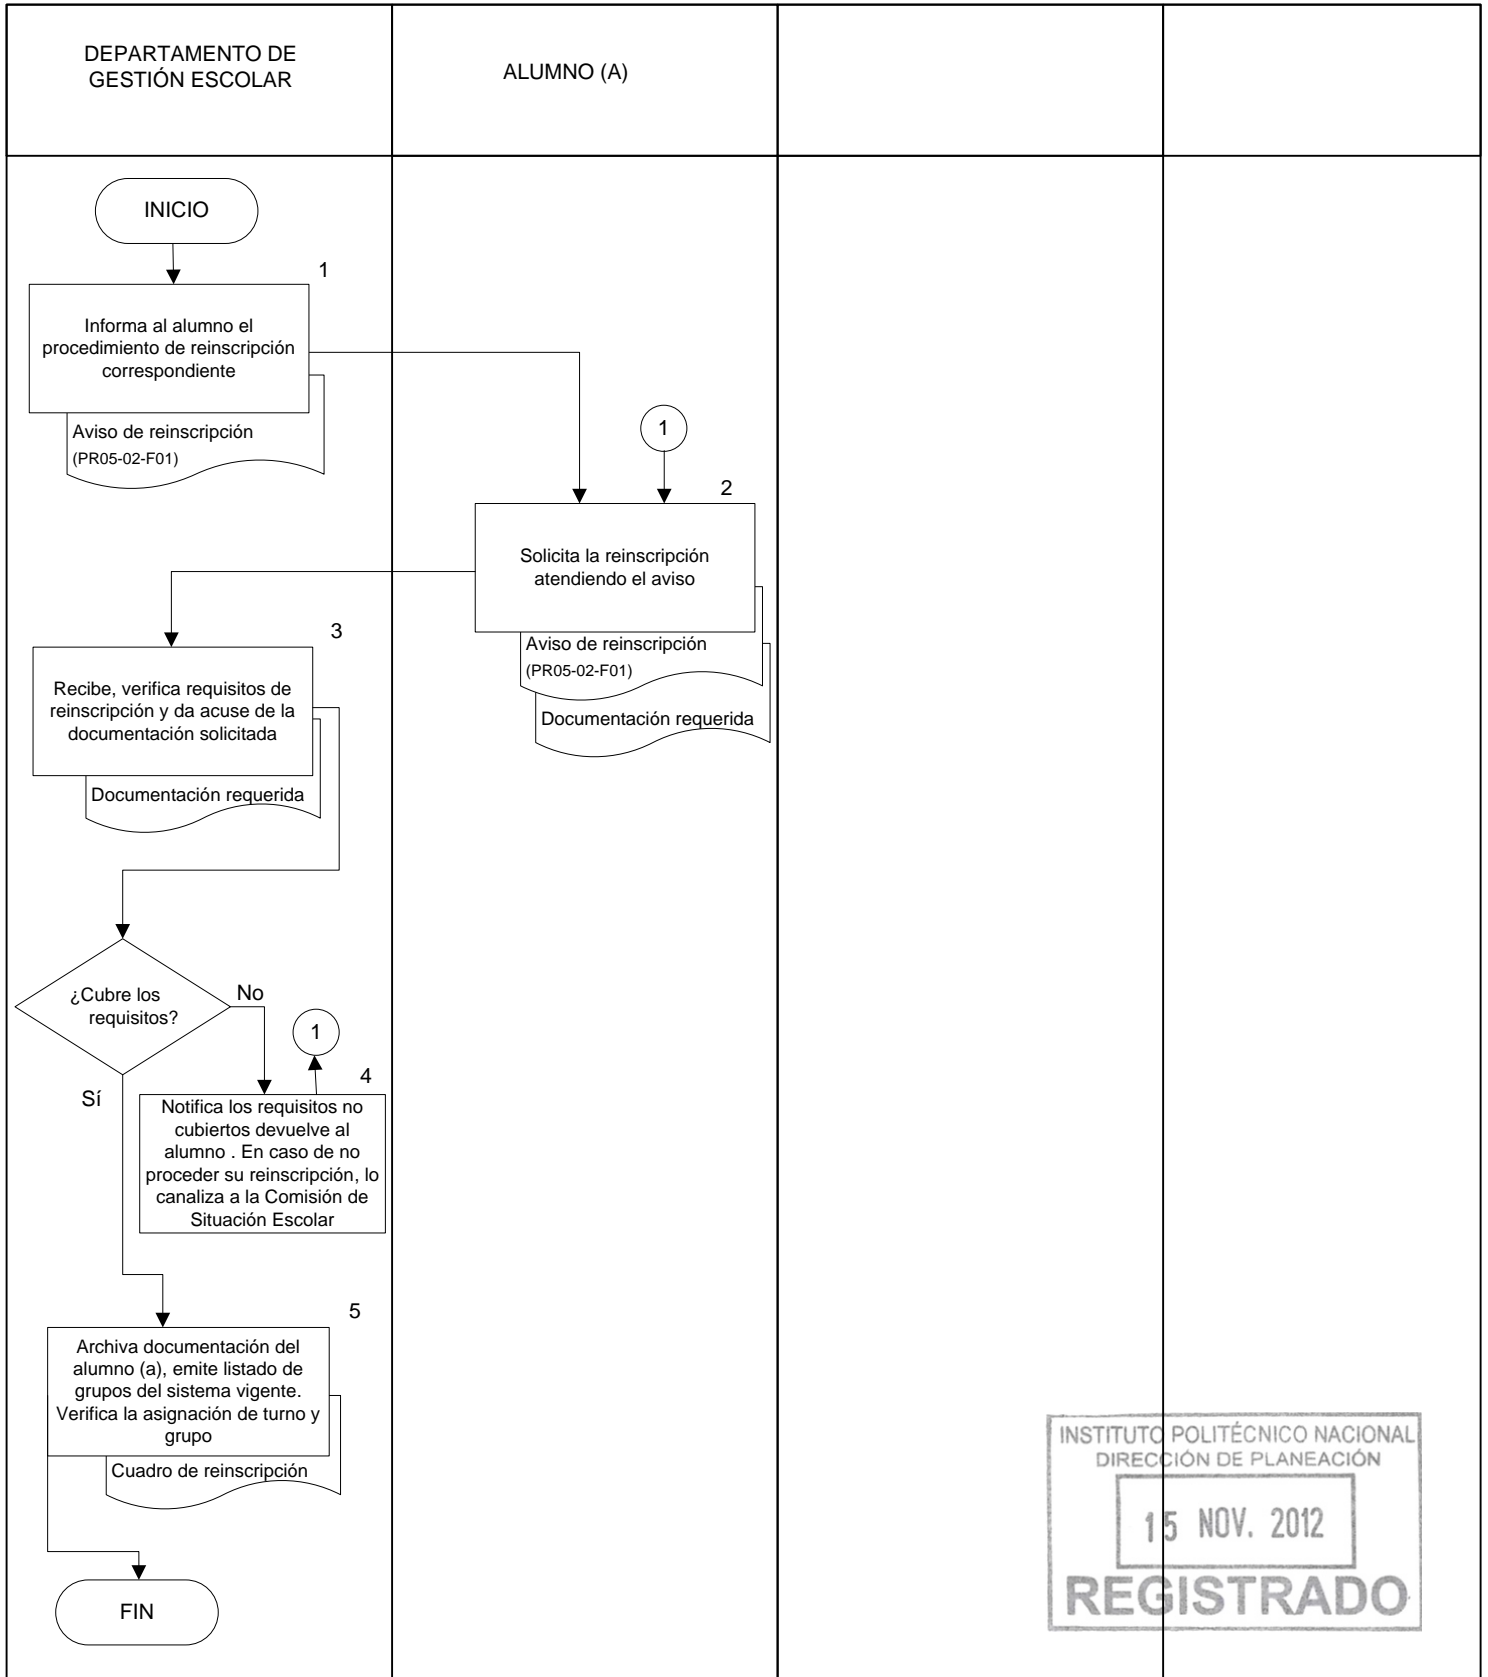 DEPARTAMENTO DE
GESTIÓN ESCOLAR
ALUMNO (A)
INICIO
1
Informa al alumno el
procedimiento de reinscripción
correspondiente
Aviso de reinscripción
(PR05-02-F01)
1
2
Solicita la reinscripción
atendiendo el aviso
Aviso de reinscripción
(PR05-02-F01)
Documentación requerida
3
Recibe, verifica requisitos de
reinscripción y da acuse de la
documentación solicitada
Documentación requerida
¿Cubre los
requisitos?
No
Sí
1
4
Notifica los requisitos no
cubiertos devuelve al
alumno . En caso de no
proceder su reinscripción, lo
canaliza a la Comisión de
Situación Escolar
5
Archiva documentación del
alumno (a), emite listado de
grupos del sistema vigente.
Verifica la asignación de turno y
grupo
Cuadro de reinscripción
FIN
INSTITUTO POLITÉCNICO NACIONAL
DIRECCIÓN DE PLANEACIÓN
15 NOV. 2012
REGISTRADO